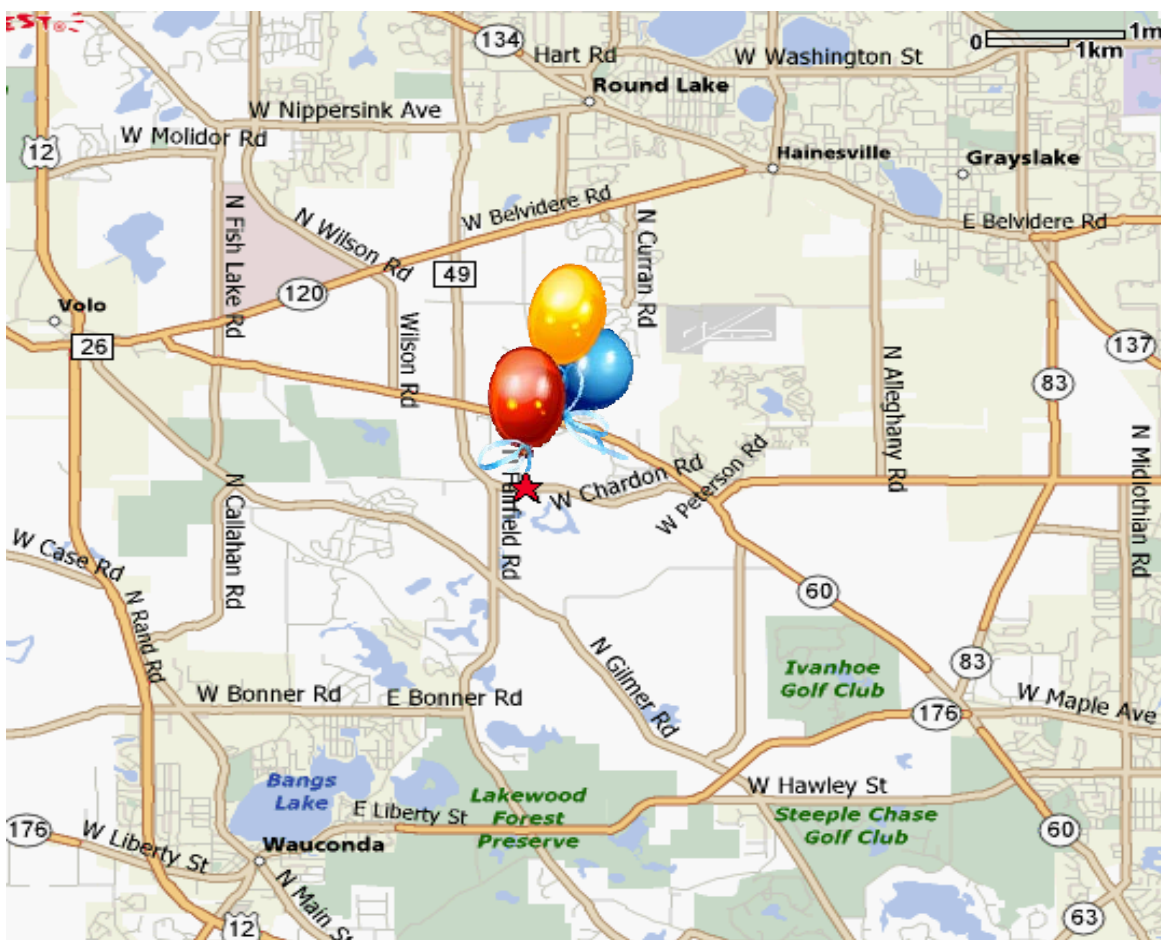 EST®
134
Hart Rd
W Washington St
0
1m
1km
Round Lake
W Nippersink Ave
W Molidor Rd
12
Hainesville
Grayslake
N Fish Lake Rd
N Wilson Rd
W Belvidere Rd
N Curran Rd
E Belvidere Rd
49
120
Volo
26
Wilson Rd
N Alleghany Rd
137
83
N Midlothian Rd
W Chardon Rd
W Peterson Rd
Fairfield Rd
N Callahan Rd
W Case Rd
N Rand Rd
60
N Gilmer Rd
83
Ivanhoe
Golf Club
W Bonner Rd
E Bonner Rd
176
W Maple Ave
Bangs
Lake
Lakewood
Forest
Preserve
W Hawley St
E Liberty St
Steeple Chase
Golf Club
176
W Liberty St
Wauconda
60
N Main St
12
63